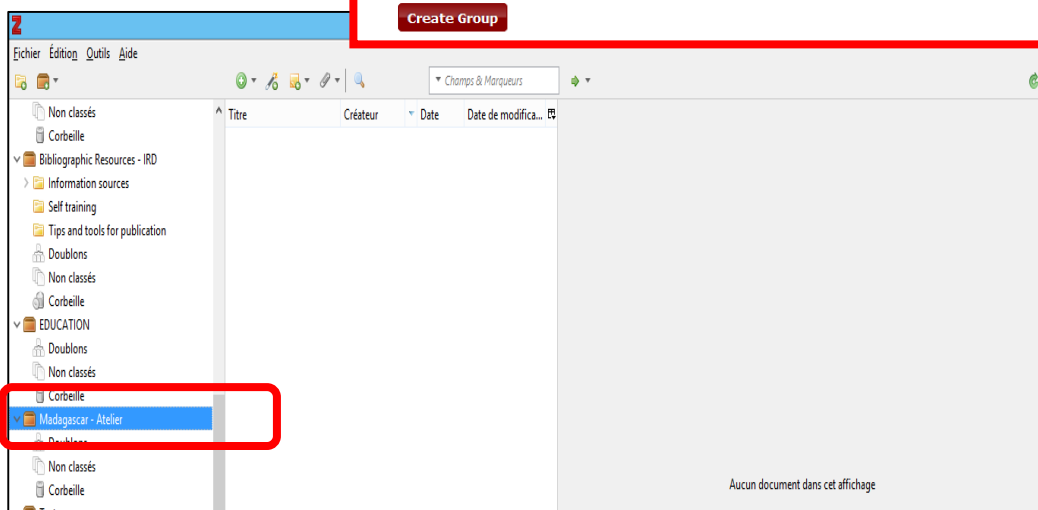 Create Group
Z
Fichier Édition Outils Aide
Champs & Marqueurs
Titre Créateur Date Date de modifica...
Non classés
Corbeille
Bibliographic Resources - IRD
Information sources
Self training
Tips and tools for publication
Doublons
Non classés
Corbeille
EDUCATION
Doublons
Non classés
Corbeille
Madagascar - Atelier
Doublons
Non classés
Corbeille
Aucun document dans cet affichage